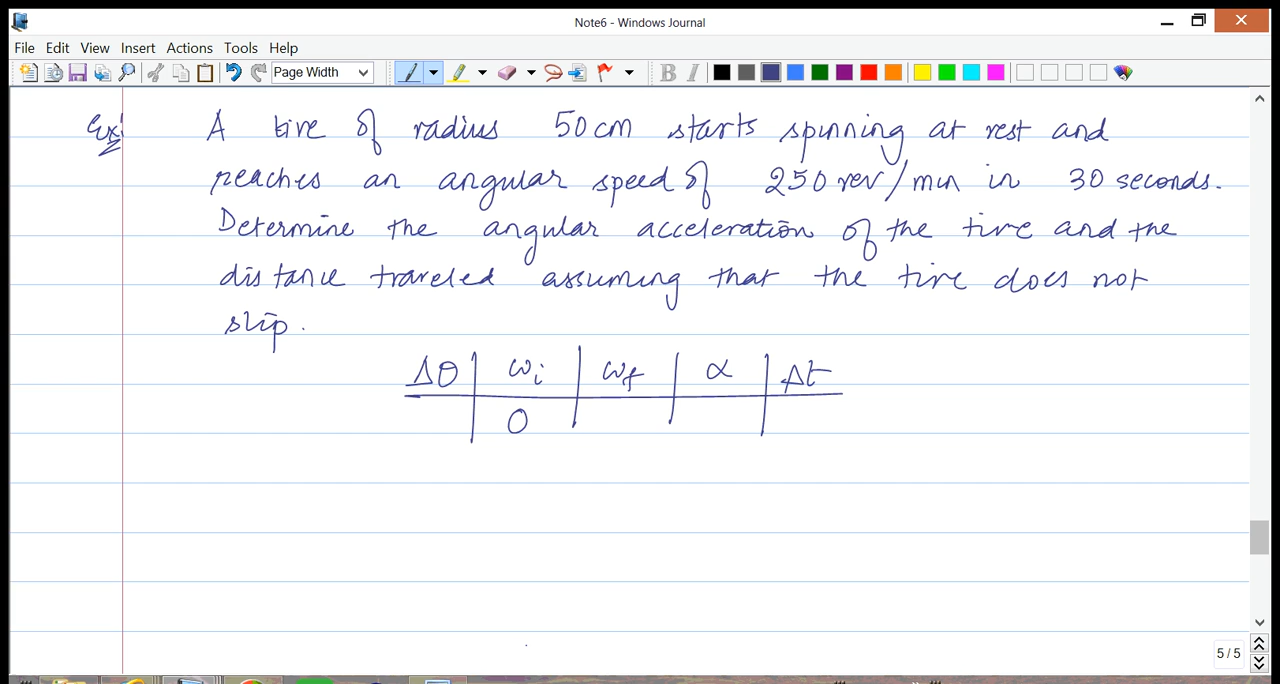 Note6 - Windows Journal
File Edit View Insert Actions Tools Help
Page Width B I
Ex: A tire of radius 50cm starts spinning at rest and
reaches an angular speed of 250 rev/min in 30 seconds.
Determine the angular acceleration of the tire and the
distance traveled assuming that the tire does not
slip.
Δθ ωi ωf α Δt
0
5 / 5